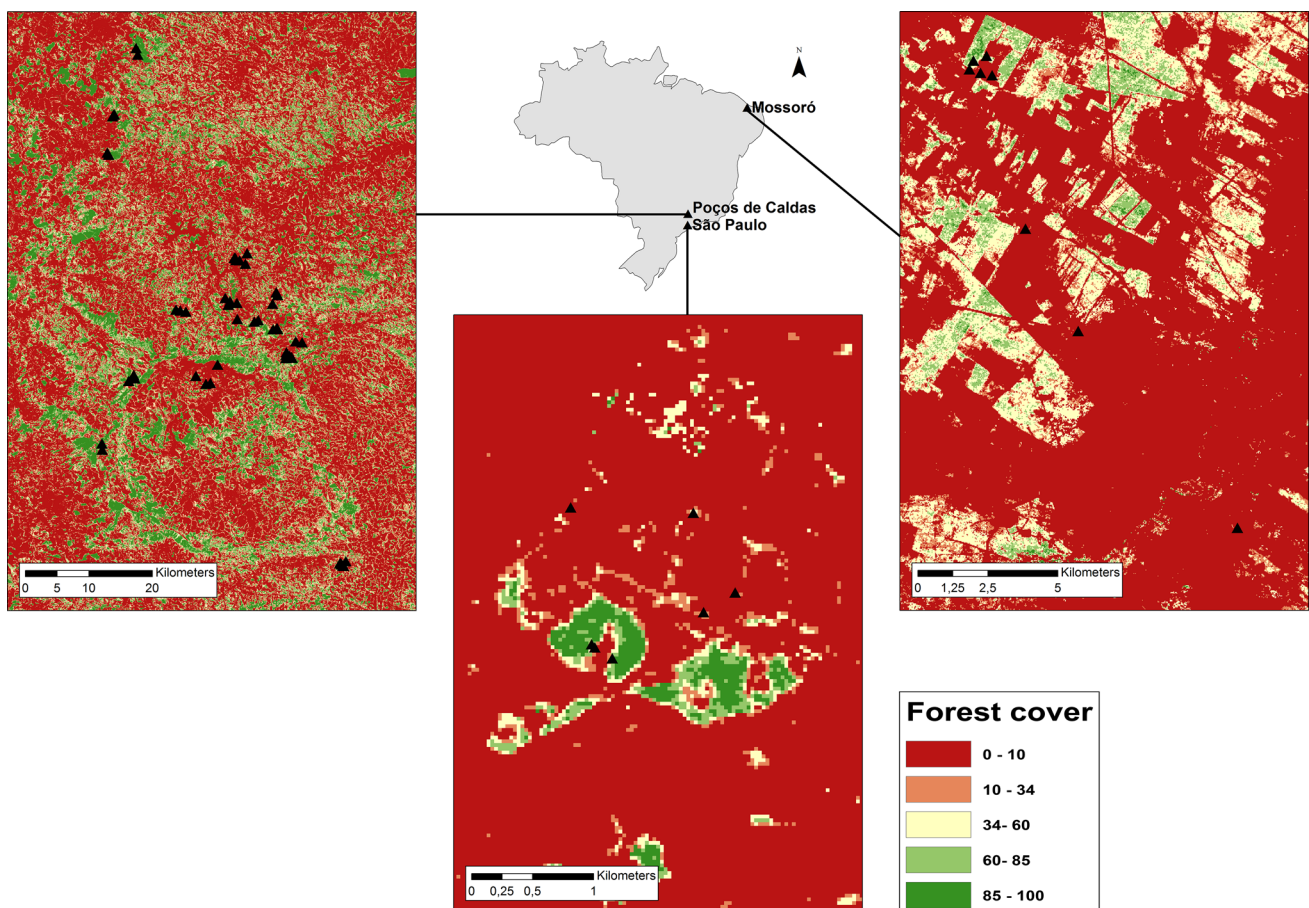 N
Mossoró
Poços de Caldas
São Paulo
Kilometers
0 5 10 20
Kilometers
0 1,25 2,5 5
Kilometers
0 0,25 0,5 1
Forest cover
0 - 10
10 - 34
34- 60
60- 85
85 - 100